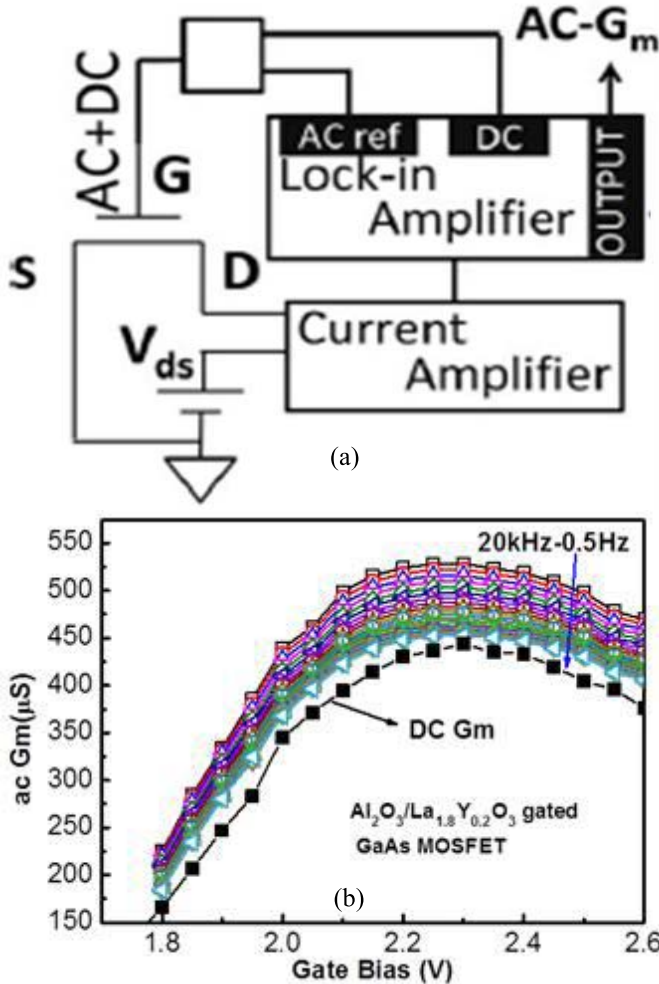 AC-Gm
AC+DC
G
AC ref
DC
OUTPUT
Lock-in
Amplifier
S
D
Vds
Current
Amplifier
(a)
ac Gm(μS)
550
500
450
400
350
300
250
200
150
20kHz-0.5Hz
DC Gm
Al2O3/La1.8Y0.2O3 gated
GaAs MOSFET
(b)
1.8
2.0
2.2
2.4
2.6
Gate Bias (V)